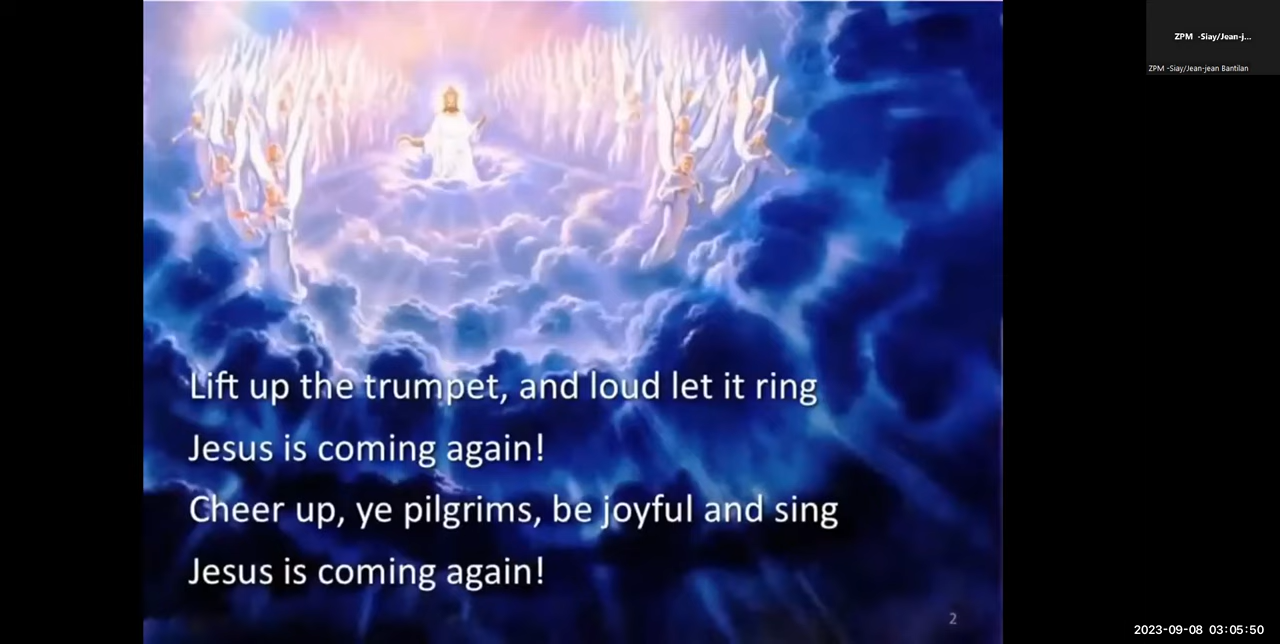 ZPM -Siay/Jean-j...
ZPM -Siay/Jean-jean Bantilan
Lift up the trumpet, and loud let it ring
Jesus is coming again!
Cheer up, ye pilgrims, be joyful and sing
Jesus is coming again!
2
2023-09-08 03:05:50